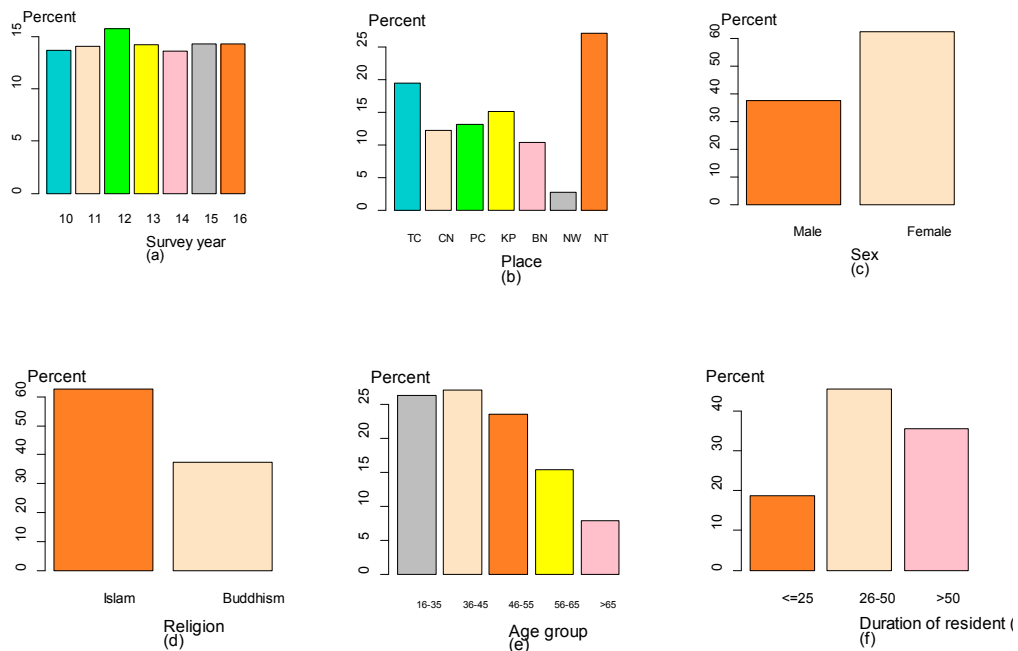 Percent
15
10
5
0
10 11 12 13 14 15 16
Survey year
(a)
Percent
25
20
15
10
5
0
TC CN PC KP BN NW NT
Place
(b)
Percent
60
50
40
30
20
10
0
Male Female
Sex
(c)
Percent
60
50
40
30
20
10
0
Islam Buddhism
Religion
(d)
Percent
25
20
15
10
5
0
16-35 36-45 46-55 56-65 >65
Age group
(e)
Percent
40
30
20
10
0
<=25 26-50 >50
Duration of resident (
(f)